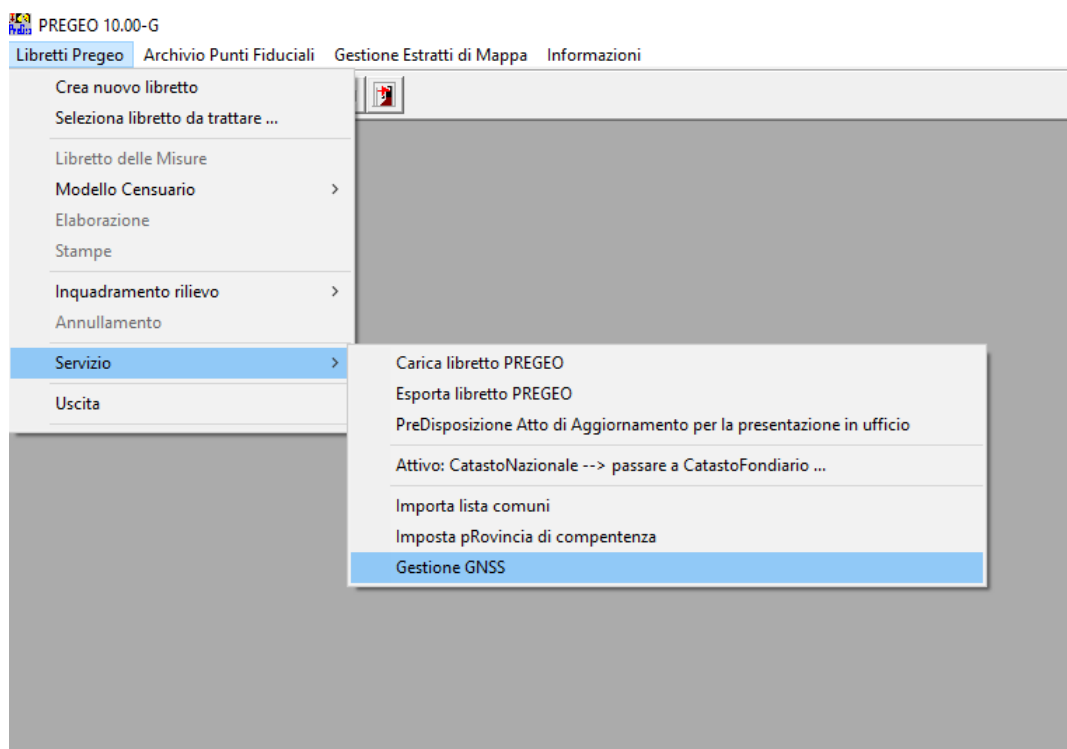 PREGEO 10.00-G
Libretti Pregeo Archivio Punti Fiduciali Gestione Estratti di Mappa Informazioni
Crea nuovo libretto
Seleziona libretto da trattare ...
Libretto delle Misure
Modello Censuario
Elaborazione
Stampe
Inquadramento rilievo
Annullamento
Servizio
Uscita
Carica libretto PREGEO
Esporta libretto PREGEO
PreDisposizione Atto di Aggiornamento per la presentazione in ufficio
Attivo: CatastoNazionale --> passare a CatastoFondiario ...
Importa lista comuni
Imposta pRovincia di compentenza
Gestione GNSS